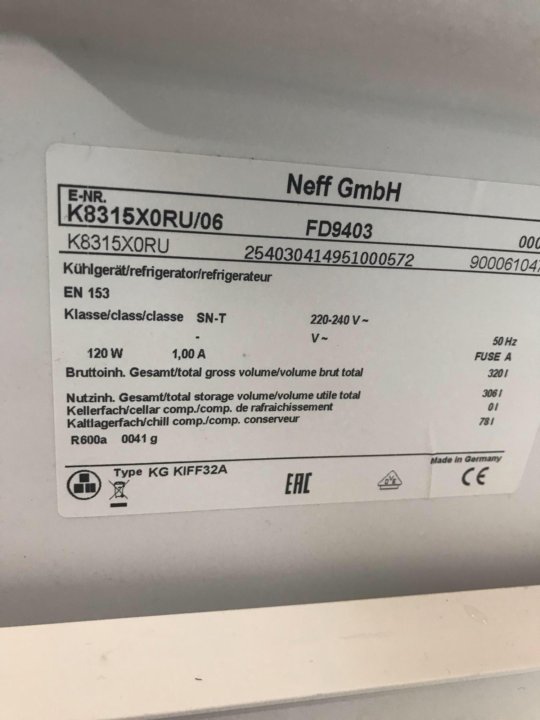 Neff GmbH
E-NR.
K8315X0RU/06 FD9403 000
K8315X0RU 254030414951000572 900061047
Kühlgerät/refrigerator/refrigerateur
EN 153
Klasse/class/classe SN-T 220-240 V ~
- V ~ 50 Hz
120 W 1,00 A FUSE A
Bruttoinh. Gesamt/total gross volume/volume brut total 320 l
Nutzinh. Gesamt/total storage volume/volume utile total 306 l
Kellerfach/cellar comp./comp. de rafraichissement 0 l
Kaltlagerfach/chill comp./comp. conserveur 78 l
R600a 0041 g
Made in Germany
Type KG KIFF32A EAC CE